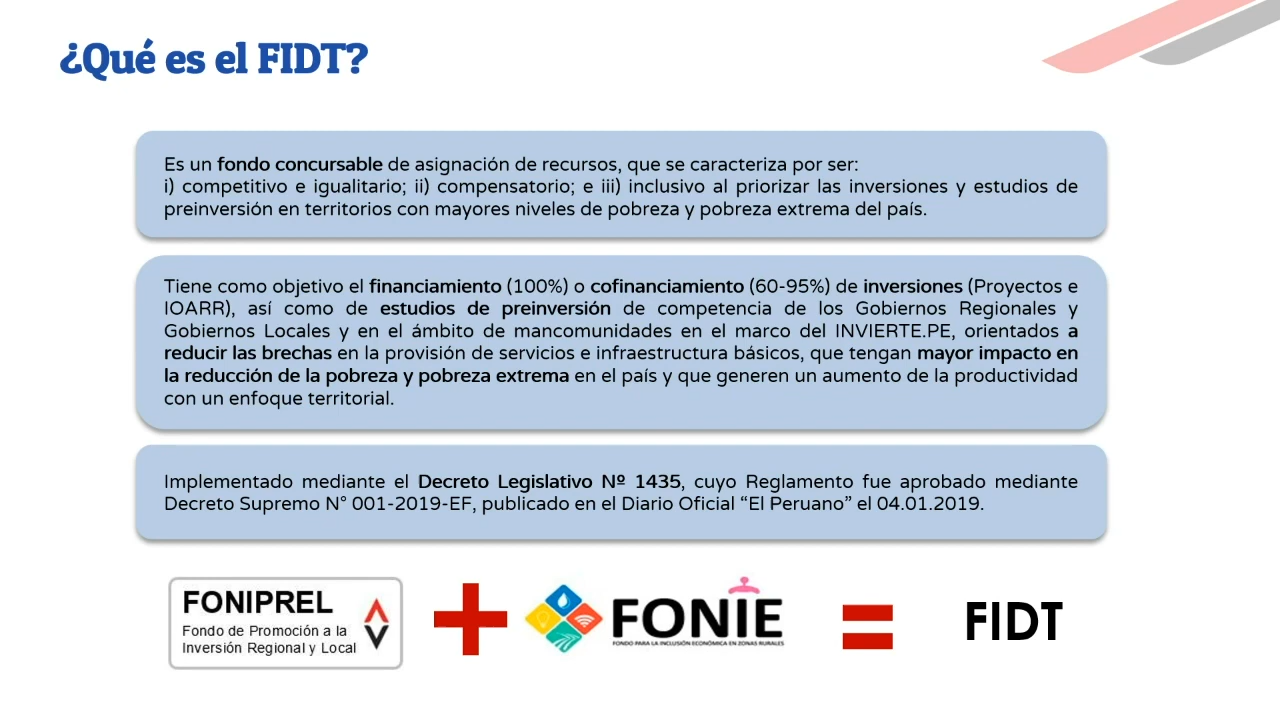 ¿Qué es el FIDT?
Es un fondo concursable de asignación de recursos, que se caracteriza por ser:
i) competitivo e igualitario; ii) compensatorio; e iii) inclusivo al priorizar las inversiones y estudios de
preinversión en territorios con mayores niveles de pobreza y pobreza extrema del país.
Tiene como objetivo el financiamiento (100%) o cofinanciamiento (60-95%) de inversiones (Proyectos e
IOARR), así como de estudios de preinversión de competencia de los Gobiernos Regionales y
Gobiernos Locales y en el ámbito de mancomunidades en el marco del INVIERTE.PE, orientados a
reducir las brechas en la provisión de servicios e infraestructura básicos, que tengan mayor impacto en
la reducción de la pobreza y pobreza extrema en el país y que generen un aumento de la productividad
con un enfoque territorial.
Implementado mediante el Decreto Legislativo Nº 1435, cuyo Reglamento fue aprobado mediante
Decreto Supremo N° 001-2019-EF, publicado en el Diario Oficial “El Peruano” el 04.01.2019.
FONIPREL
Fondo de Promoción a la
Inversión Regional y Local
+
FONIE
FONDO PARA LA INCLUSIÓN ECONÓMICA EN ZONAS RURALES
=
FIDT